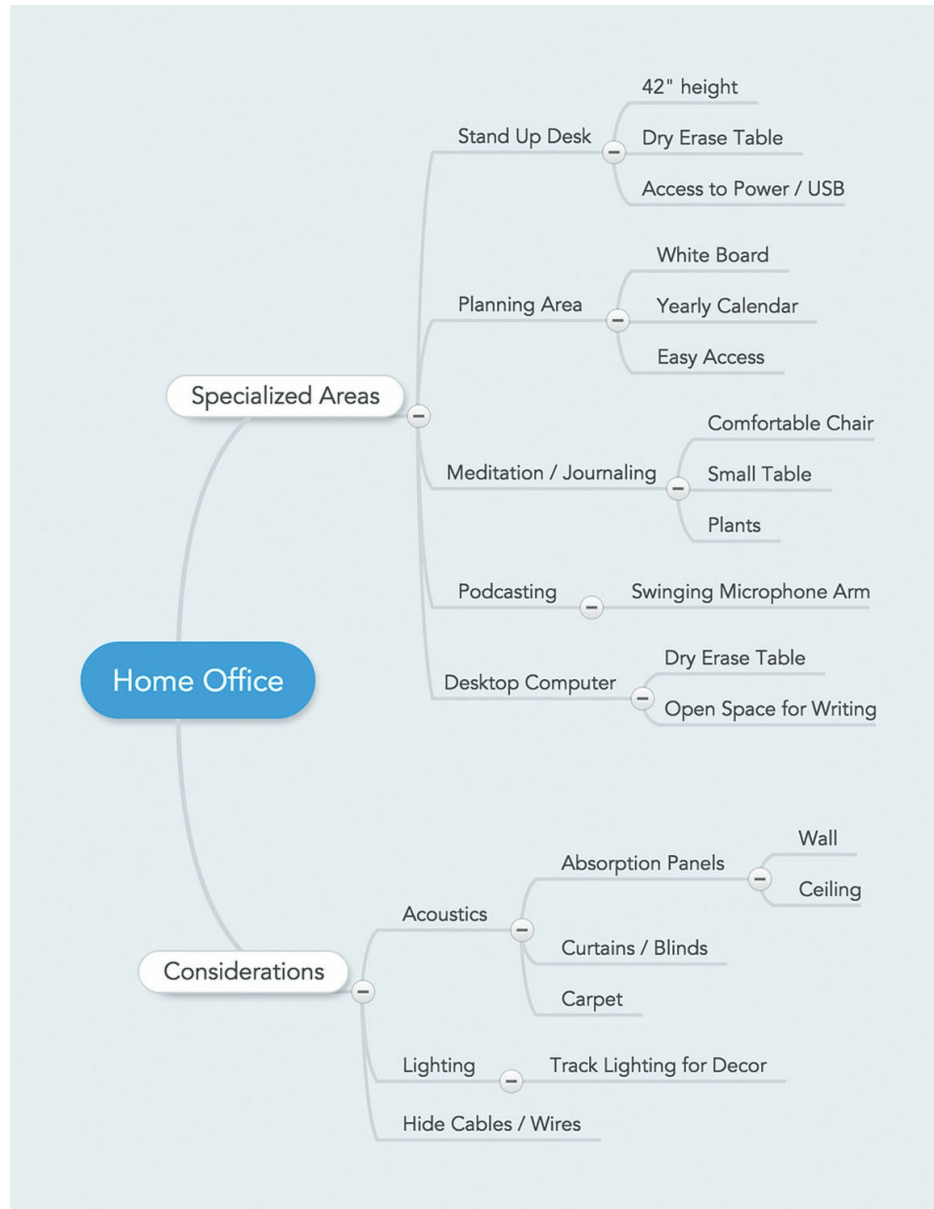 42" height
Stand Up Desk
Dry Erase Table
Access to Power / USB
White Board
Planning Area
Yearly Calendar
Easy Access
Specialized Areas
Comfortable Chair
Meditation / Journaling
Small Table
Plants
Podcasting
Swinging Microphone Arm
Home Office
Dry Erase Table
Desktop Computer
Open Space for Writing
Wall
Absorption Panels
Ceiling
Acoustics
Curtains / Blinds
Considerations
Carpet
Lighting
Track Lighting for Decor
Hide Cables / Wires